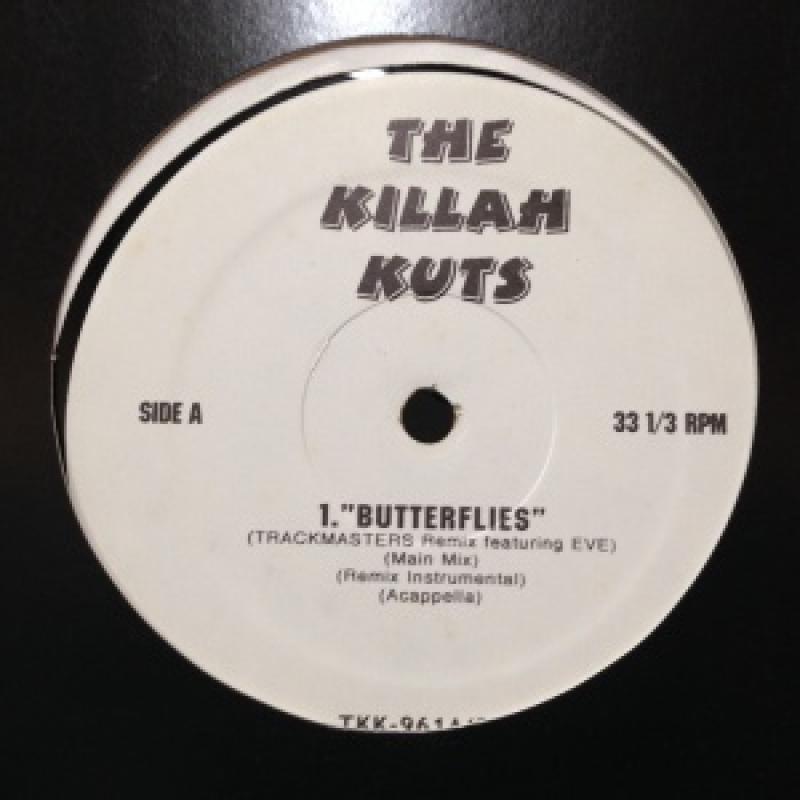 THE
KILLAH
KUTS
SIDE A
33 1/3 RPM
1."BUTTERFLIES"
(TRACKMASTERS Remix featuring EVE)
(Main Mix)
(Remix Instrumental)
(Acappella)